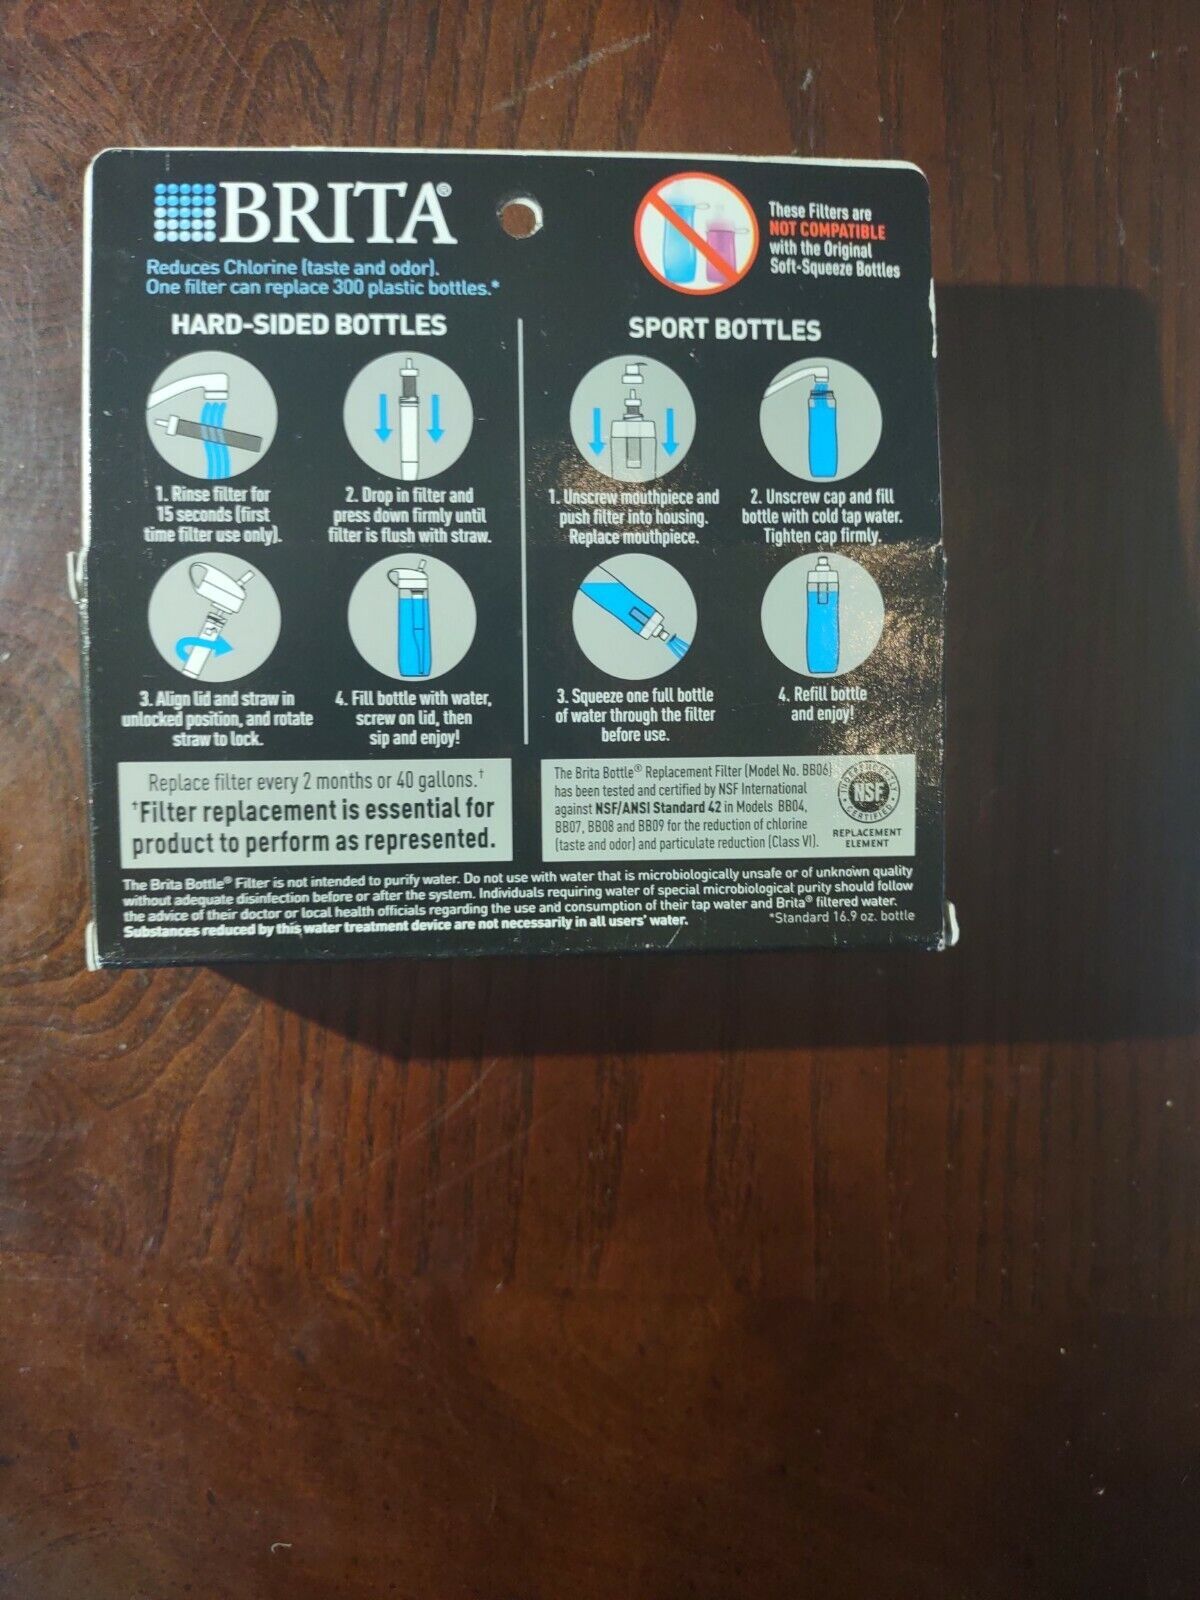 BRITA®
Reduces Chlorine (taste and odor).
One filter can replace 300 plastic bottles.*
These Filters are
NOT COMPATIBLE
with the Original
Soft-Squeeze Bottles
HARD-SIDED BOTTLES
1. Rinse filter for
15 seconds (first
time filter use only).
2. Drop in filter and
press down firmly until
filter is flush with straw.
3. Align lid and straw in
unlocked position, and rotate
straw to lock.
4. Fill bottle with water,
screw on lid, then
sip and enjoy!
SPORT BOTTLES
1. Unscrew mouthpiece and
push filter into housing.
Replace mouthpiece.
2. Unscrew cap and fill
bottle with cold tap water.
Tighten cap firmly.
3. Squeeze one full bottle
of water through the filter
before use.
4. Refill bottle
and enjoy!
Replace filter every 2 months or 40 gallons.†
†Filter replacement is essential for
product to perform as represented.
The Brita Bottle® Replacement Filter (Model No. BB06)
has been tested and certified by NSF International
against NSF/ANSI Standard 42 in Models BB04,
BB07, BB08 and BB09 for the reduction of chlorine
(taste and odor) and particulate reduction (Class VI).
INDEPENDENTLY
NSF
CERTIFIED
REPLACEMENT
ELEMENT
The Brita Bottle® Filter is not intended to purify water. Do not use with water that is microbiologically unsafe or of unknown quality
without adequate disinfection before or after the system. Individuals requiring water of special microbiological purity should follow
the advice of their doctor or local health officials regarding the use and consumption of their tap water and Brita® filtered water.
Substances reduced by this water treatment device are not necessarily in all users' water.
*Standard 16.9 oz. bottle